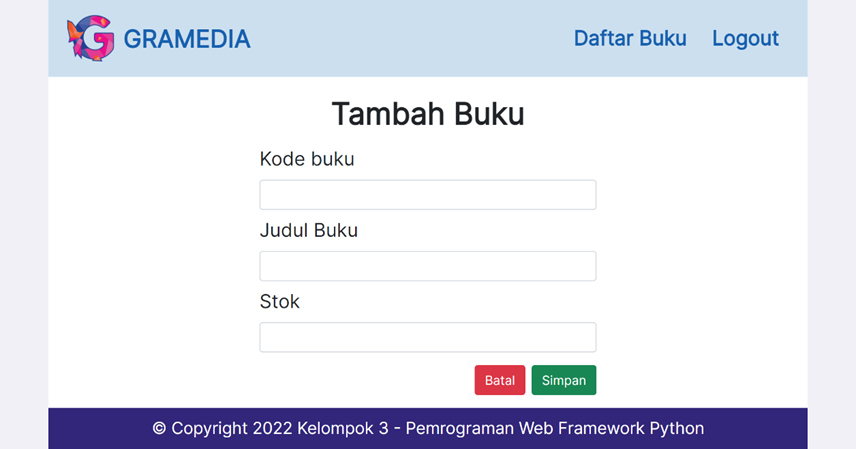 GRAMEDIA
Daftar Buku Logout
Tambah Buku
Kode buku
Judul Buku
Stok
Batal Simpan
© Copyright 2022 Kelompok 3 - Pemrograman Web Framework Python